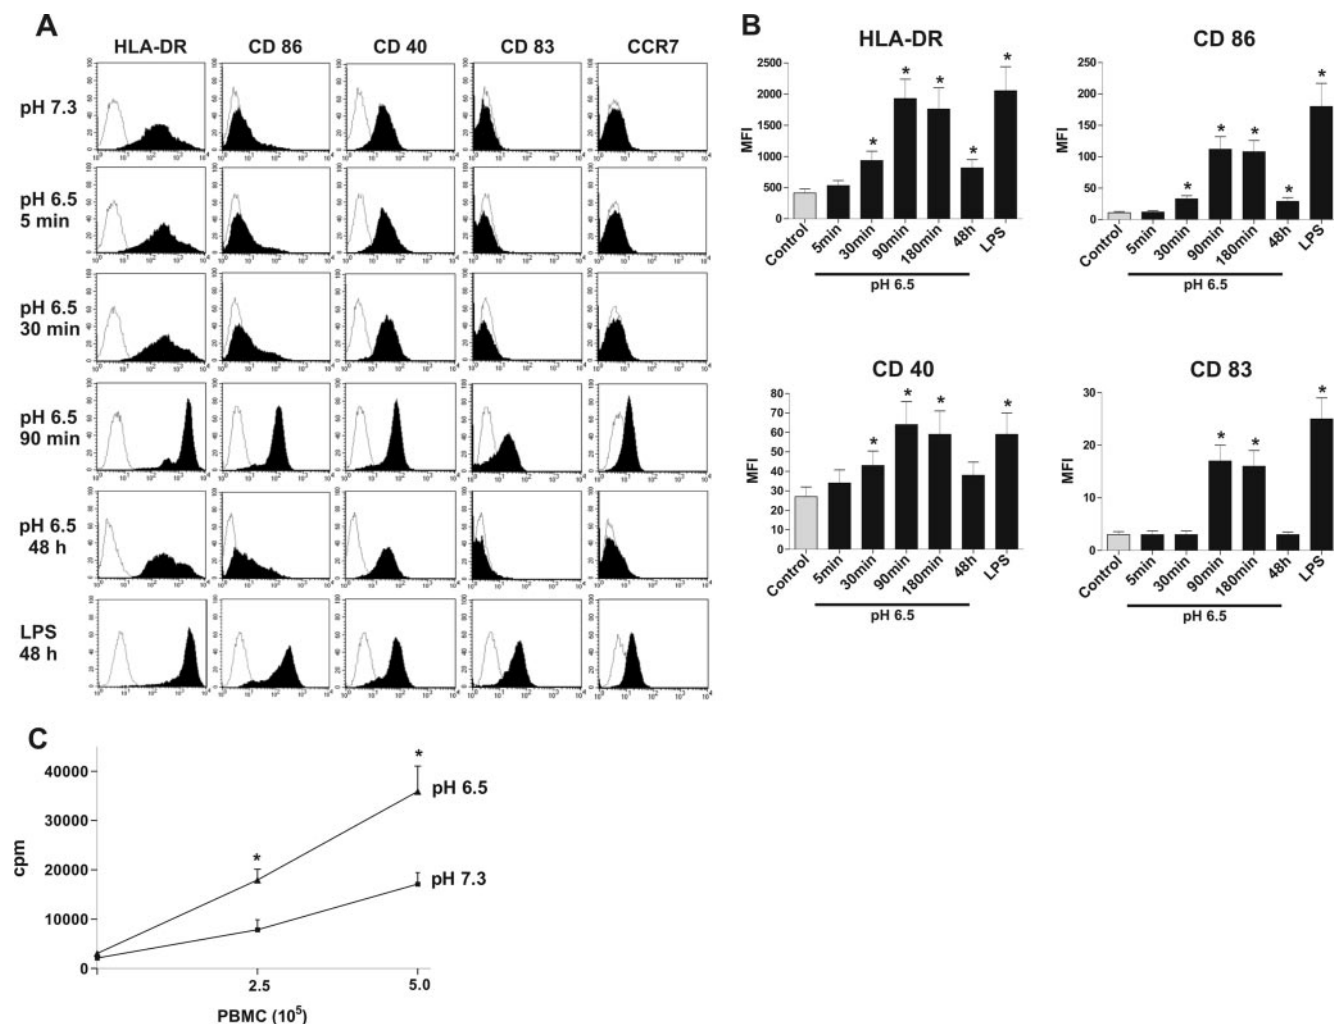 A
HLA-DR CD 86 CD 40 CD 83 CCR7
pH 7.3
pH 6.5
5 min
pH 6.5
30 min
pH 6.5
90 min
pH 6.5
48 h
LPS
48 h
B
HLA-DR
2500
2000
1500
1000
500
0
MFI
* * * * *
Control 5min 30min 90min 180min 48h LPS
pH 6.5
CD 86
250
200
150
100
50
0
MFI
* * * * *
Control 5min 30min 90min 180min 48h LPS
pH 6.5
CD 40
80
70
60
50
40
30
20
10
0
MFI
* * * *
Control 5min 30min 90min 180min 48h LPS
pH 6.5
CD 83
30
20
10
0
MFI
* * *
Control 5min 30min 90min 180min 48h LPS
pH 6.5
C
40000
30000
20000
10000
0
cpm
* *
pH 6.5
pH 7.3
2.5 5.0
PBMC (10⁵)